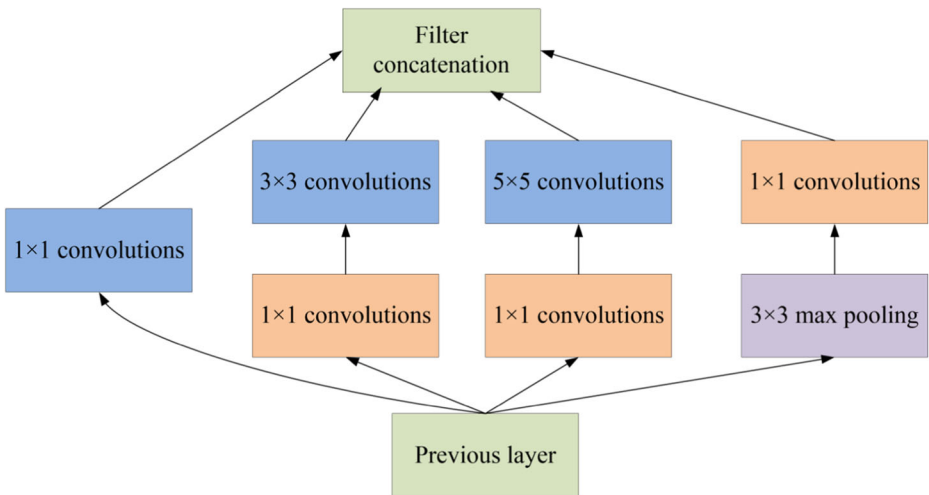 Filter
concatenation
3×3 convolutions
5×5 convolutions
1×1 convolutions
1×1 convolutions
1×1 convolutions
1×1 convolutions
3×3 max pooling
Previous layer